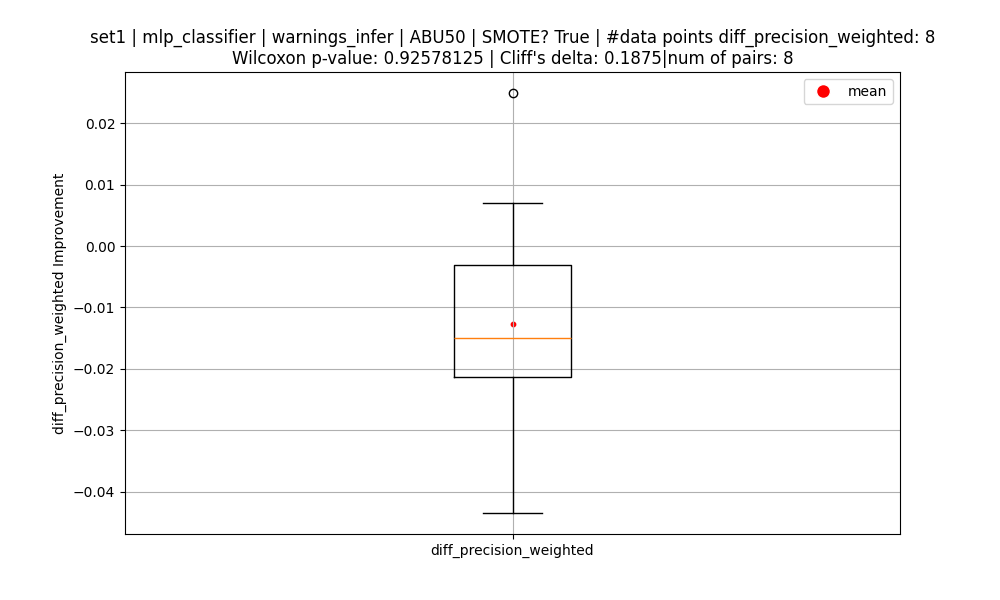 set1 | mlp_classifier | warnings_infer | ABU50 | SMOTE? True | #data points diff_precision_weighted: 8
Wilcoxon p-value: 0.92578125 | Cliff's delta: 0.1875|num of pairs: 8
mean
0.02
0.01
0.00
−0.01
−0.02
−0.03
−0.04
diff_precision_weighted Improvement
diff_precision_weighted